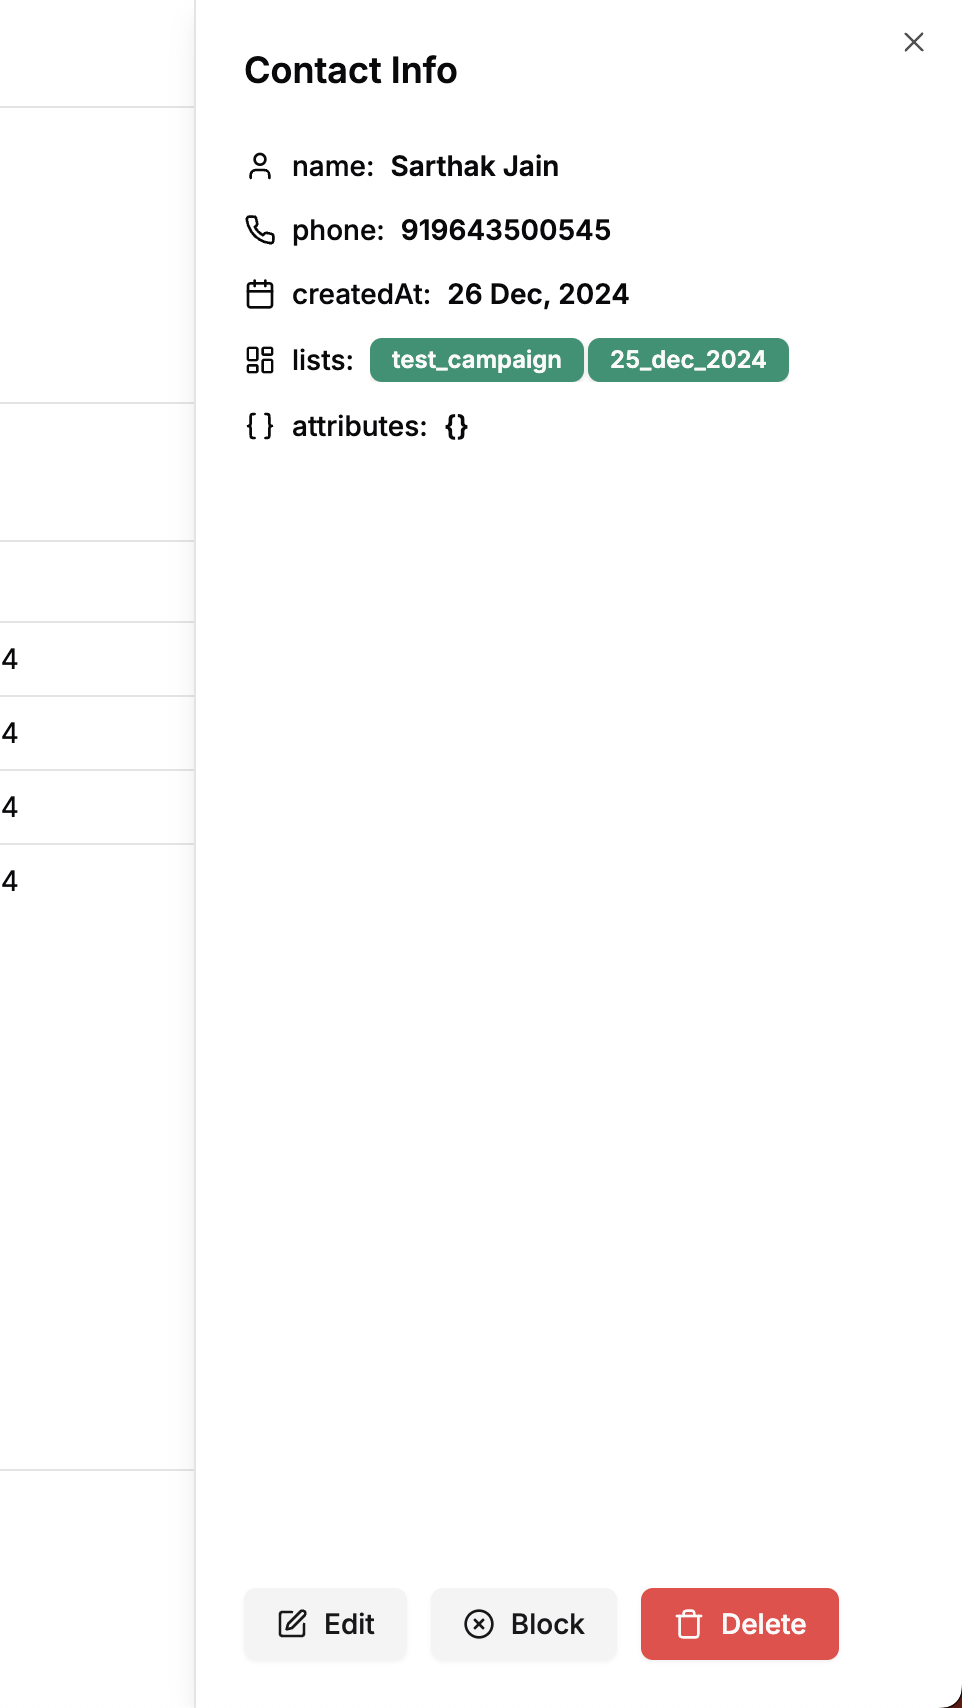 Contact Info
name: Sarthak Jain
phone: 919643500545
createdAt: 26 Dec, 2024
lists: test_campaign 25_dec_2024
attributes: {}
4
4
4
4
Edit Block Delete